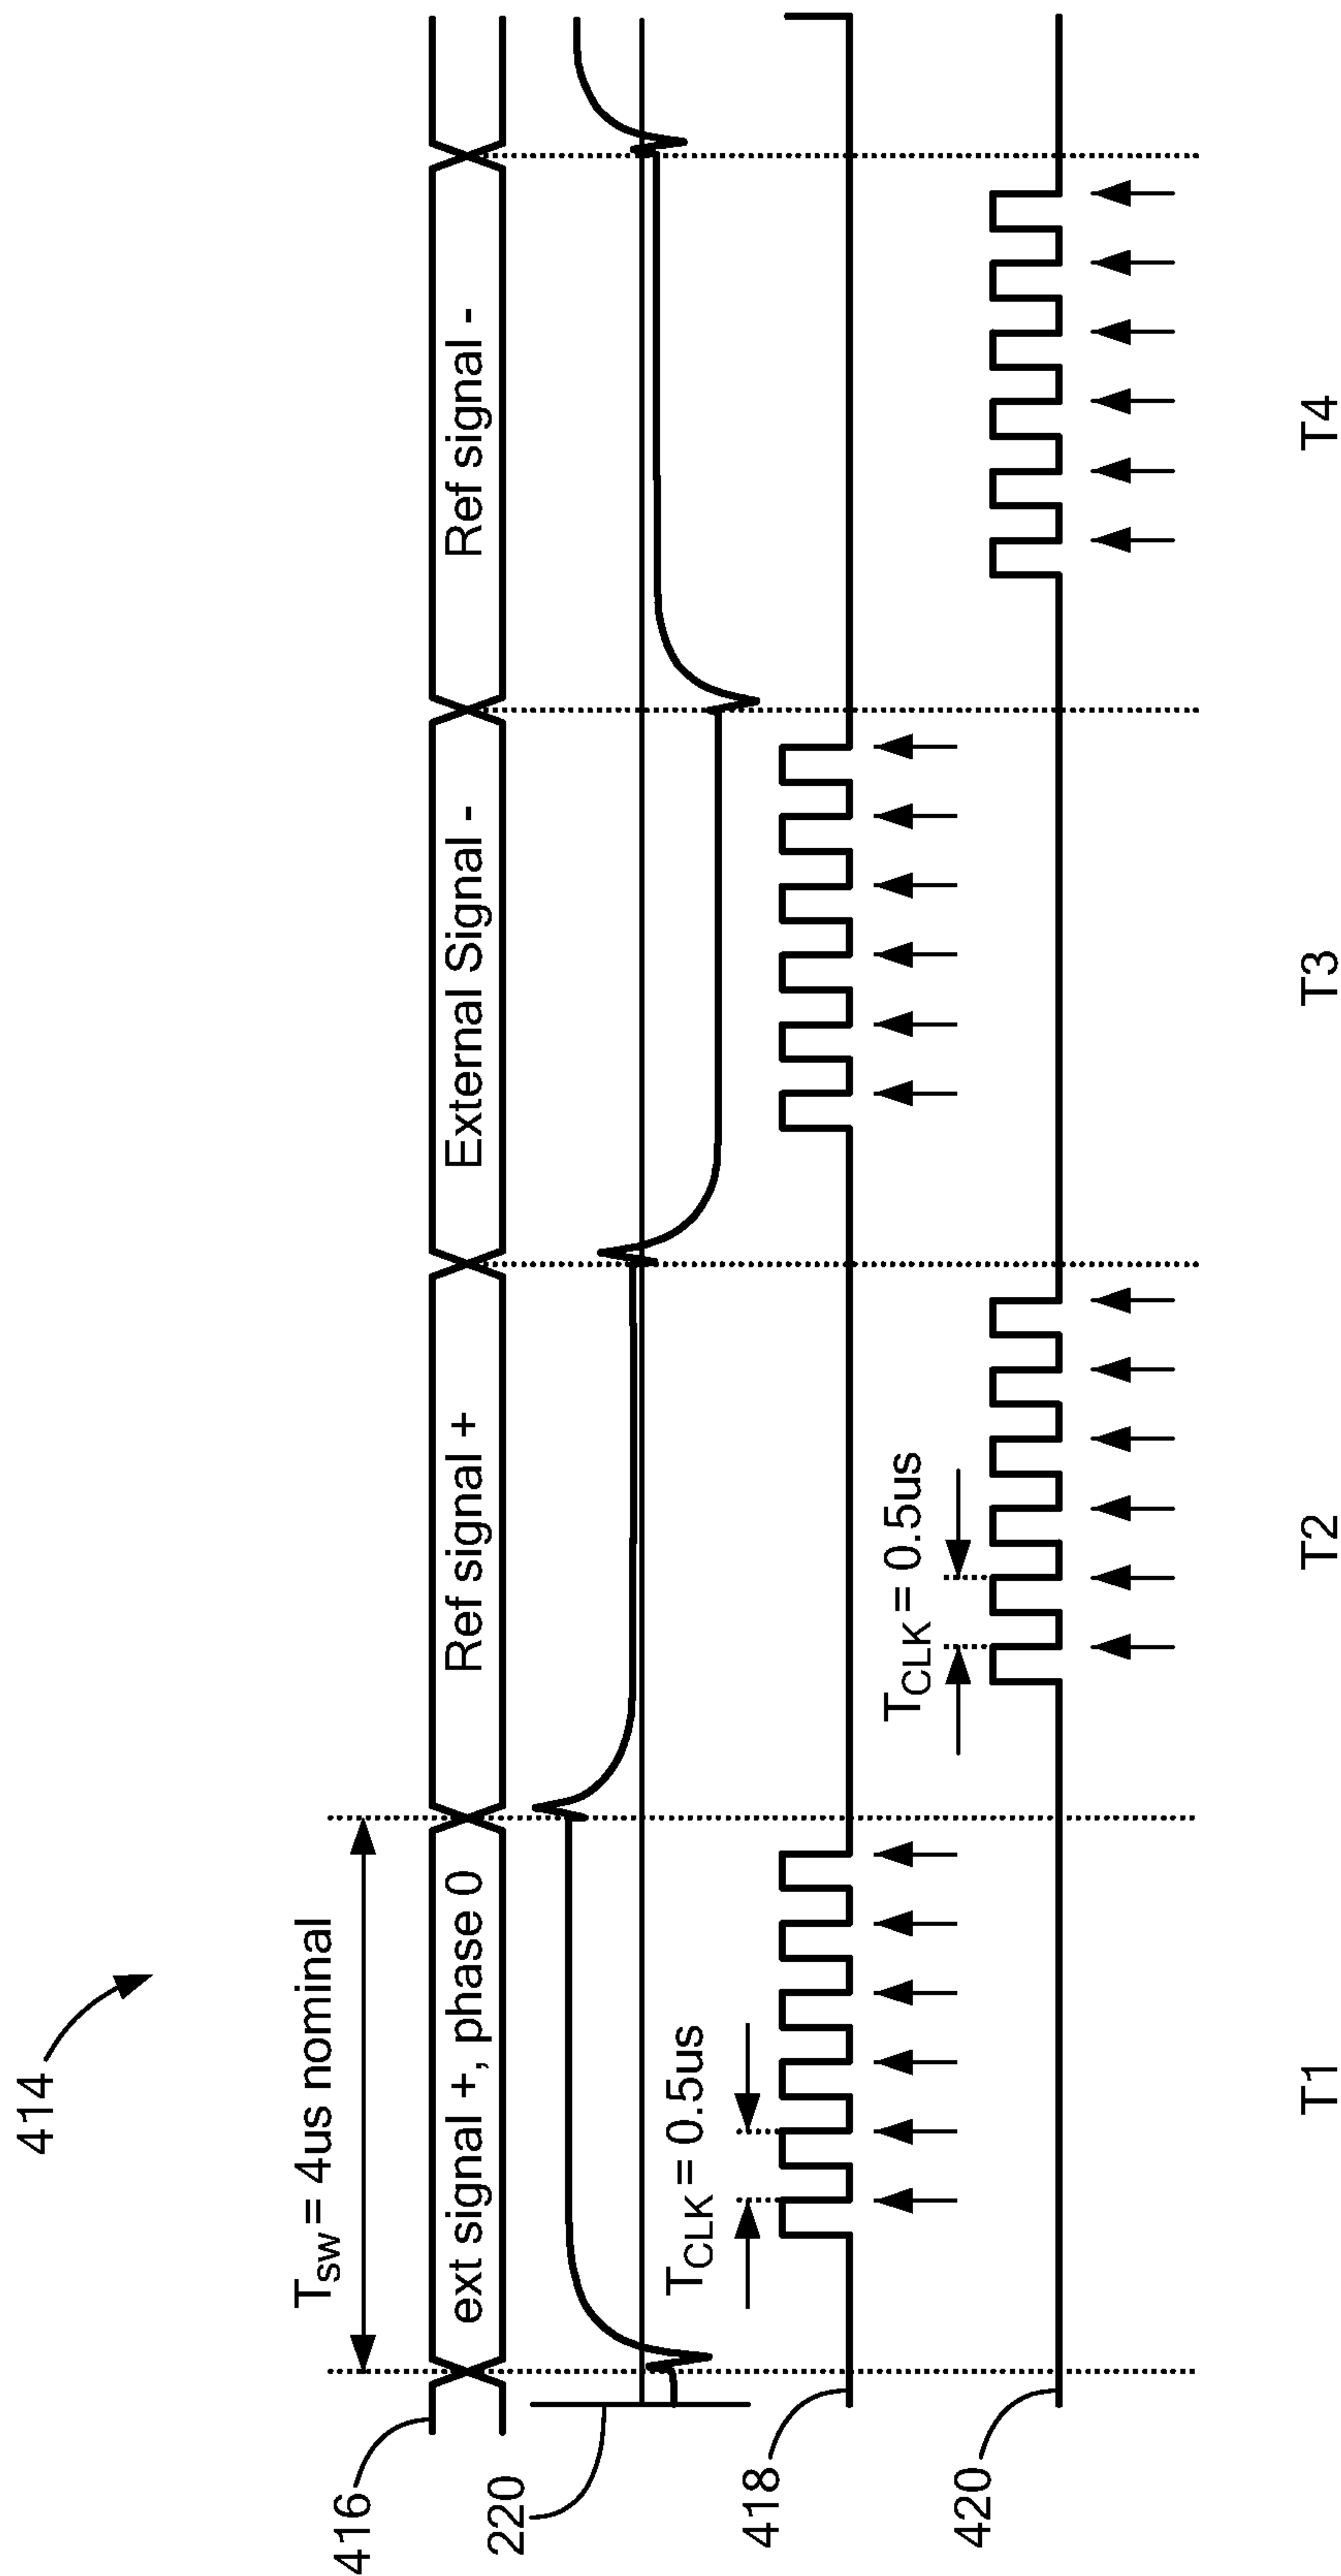 414
T_SW = 4us nominal
416
ext signal +, phase 0
Ref signal +
External Signal -
Ref signal -
220
T_CLK = 0.5us
418
T_CLK = 0.5us
420
T1
T2
T3
T4